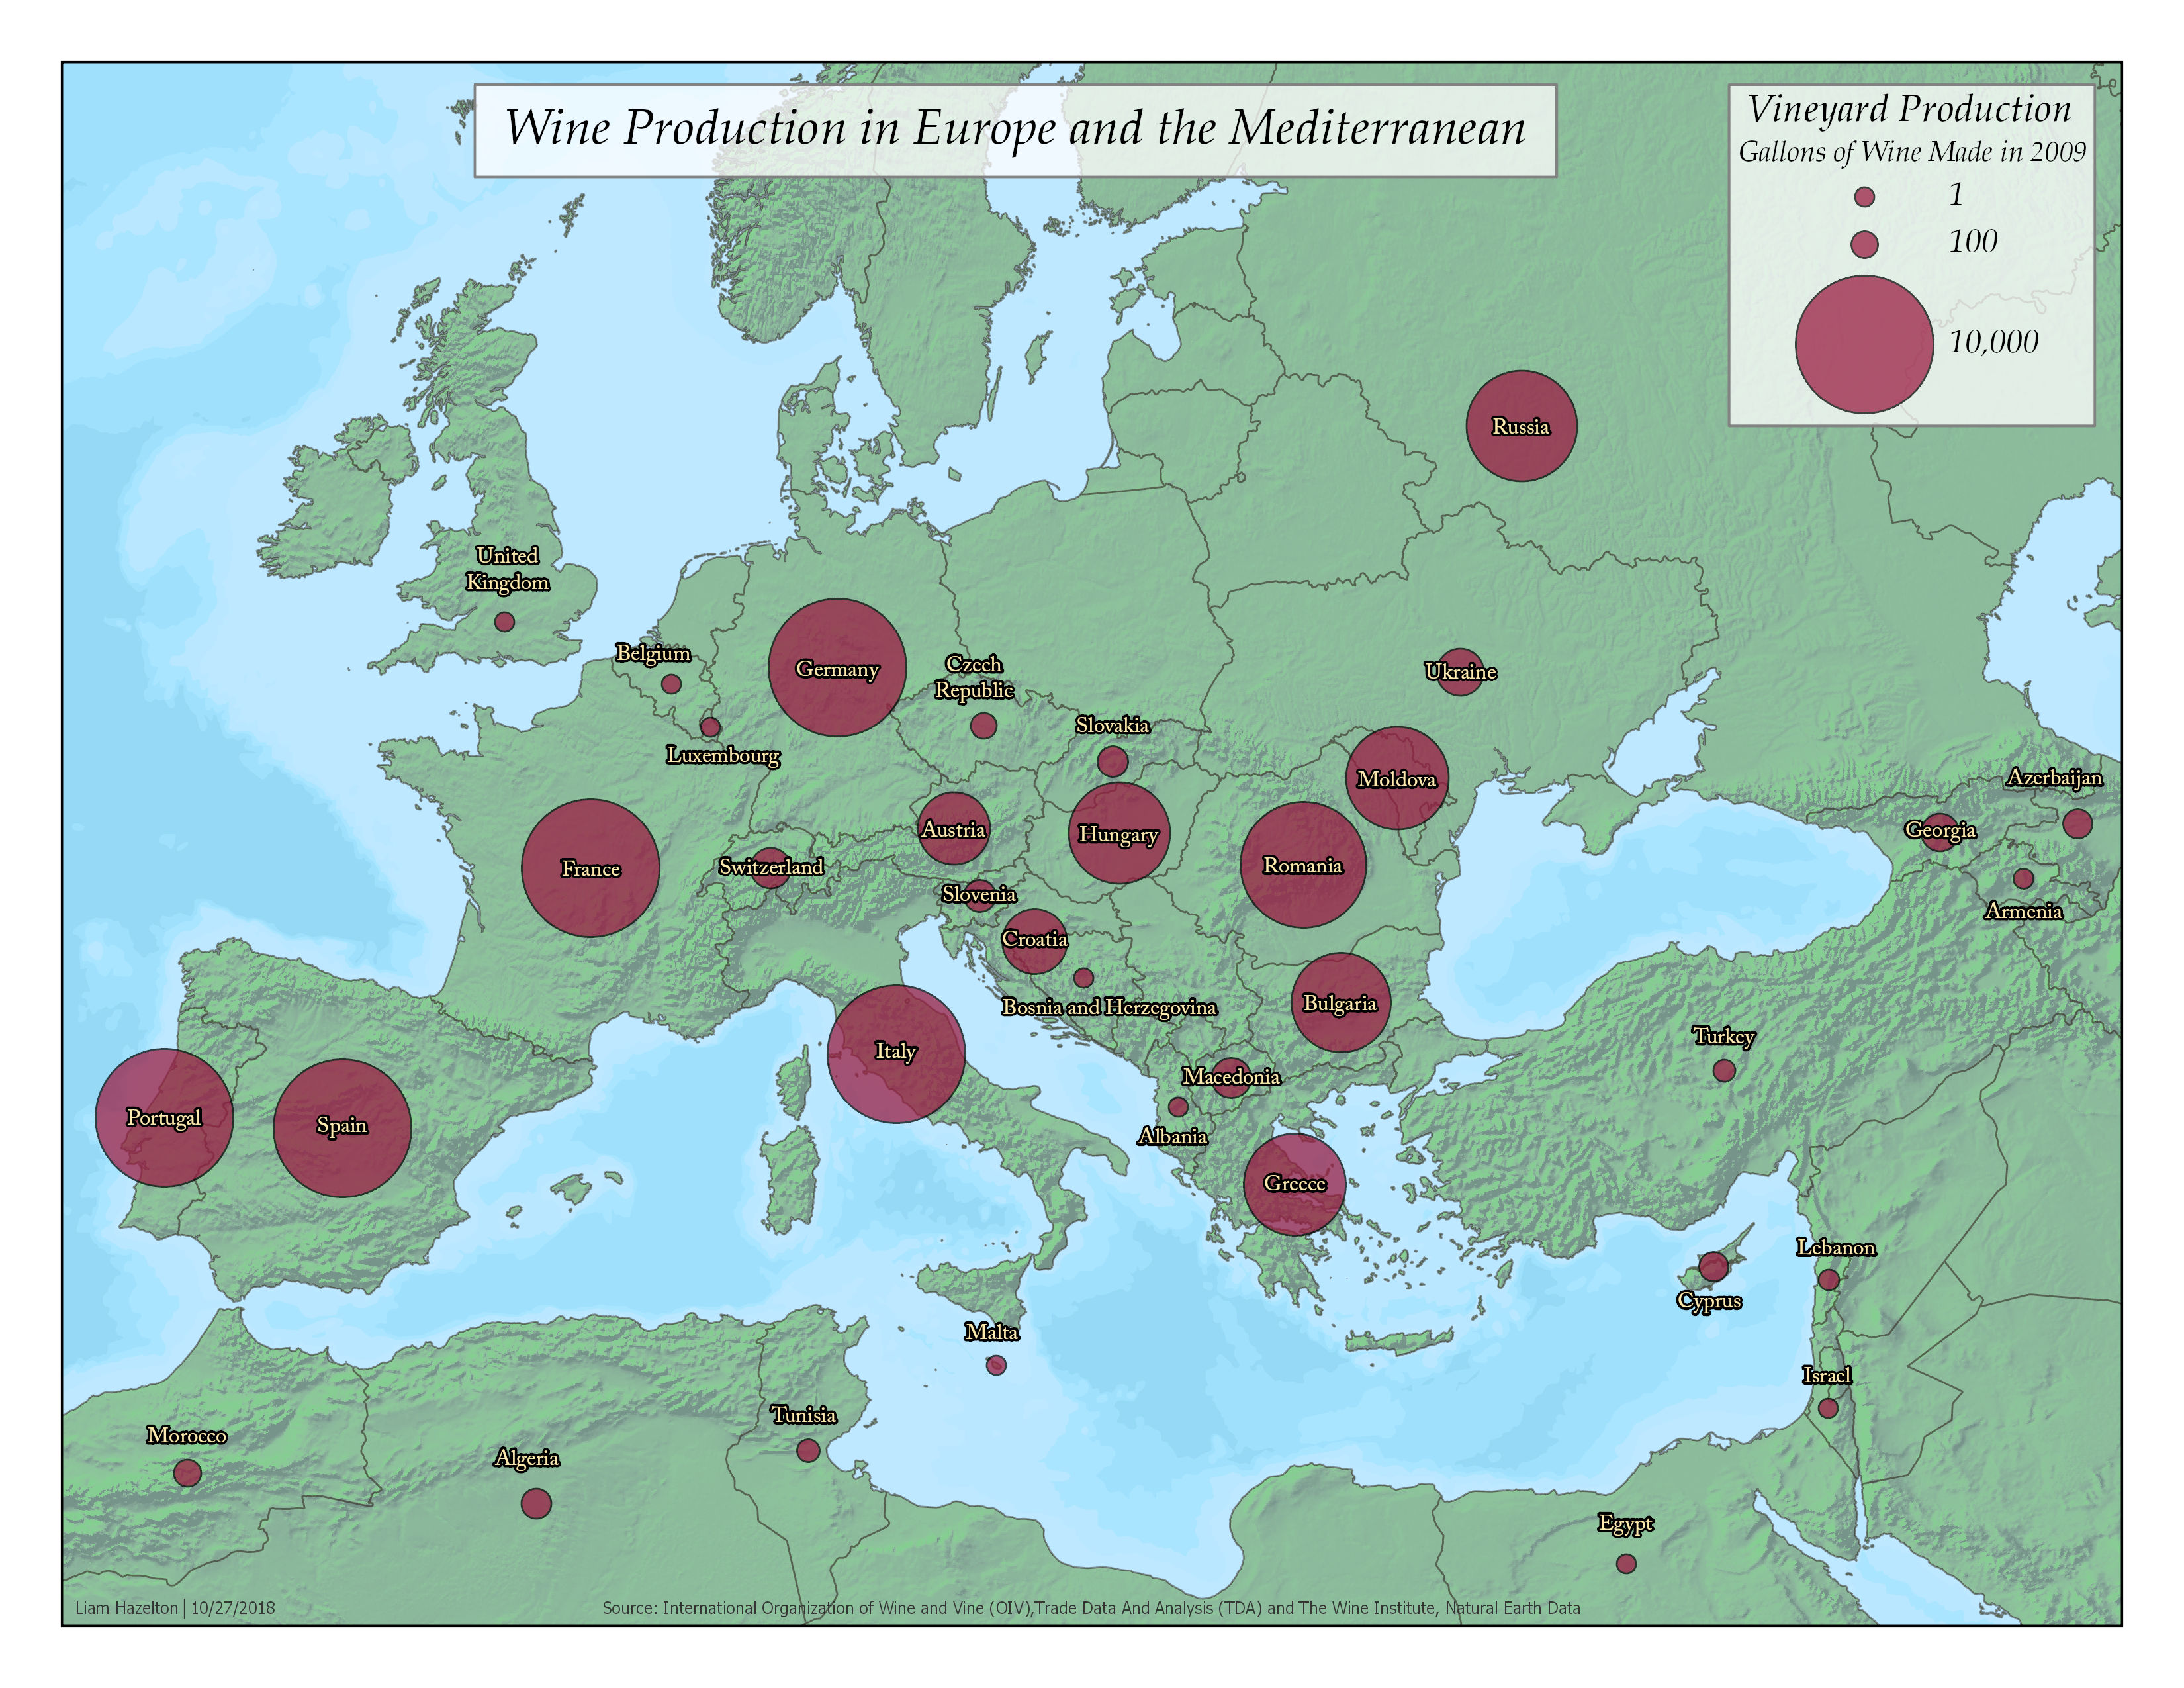 Wine Production in Europe and the Mediterranean
Vineyard Production
Gallons of Wine Made in 2009
1
100
10,000
Russia
United
Kingdom
Belgium
Germany
Czech
Republic
Ukraine
Luxembourg
Slovakia
Moldova
Azerbaijan
Austria
Hungary
Georgia
France
Switzerland
Romania
Slovenia
Armenia
Croatia
Bosnia and Herzegovina
Bulgaria
Turkey
Italy
Macedonia
Portugal
Spain
Albania
Greece
Lebanon
Cyprus
Malta
Israel
Tunisia
Morocco
Algeria
Egypt
Liam Hazelton | 10/27/2018
Source: International Organization of Wine and Vine (OIV),Trade Data And Analysis (TDA) and The Wine Institute, Natural Earth Data